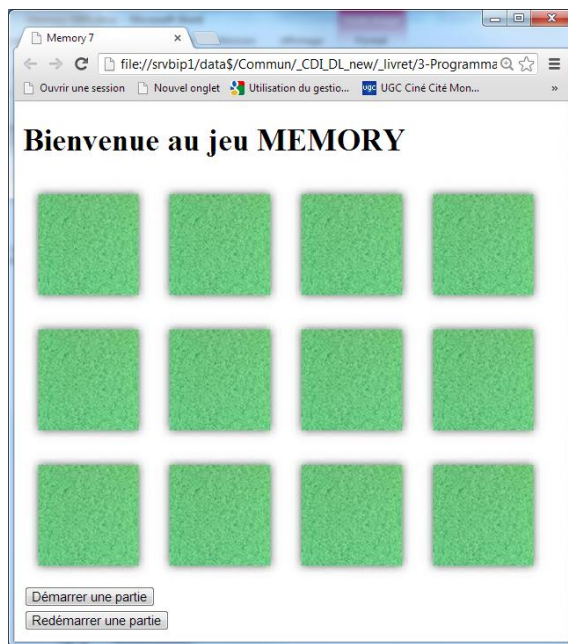 Memory 7
file://srvbip1/data$/Commun/_CDI_DL_new/_livret/3-Programma
Ouvrir une session Nouvel onglet Utilisation du gestio... UGC Ciné Cité Mon... »
Bienvenue au jeu MEMORY
Démarrer une partie
Redémarrer une partie